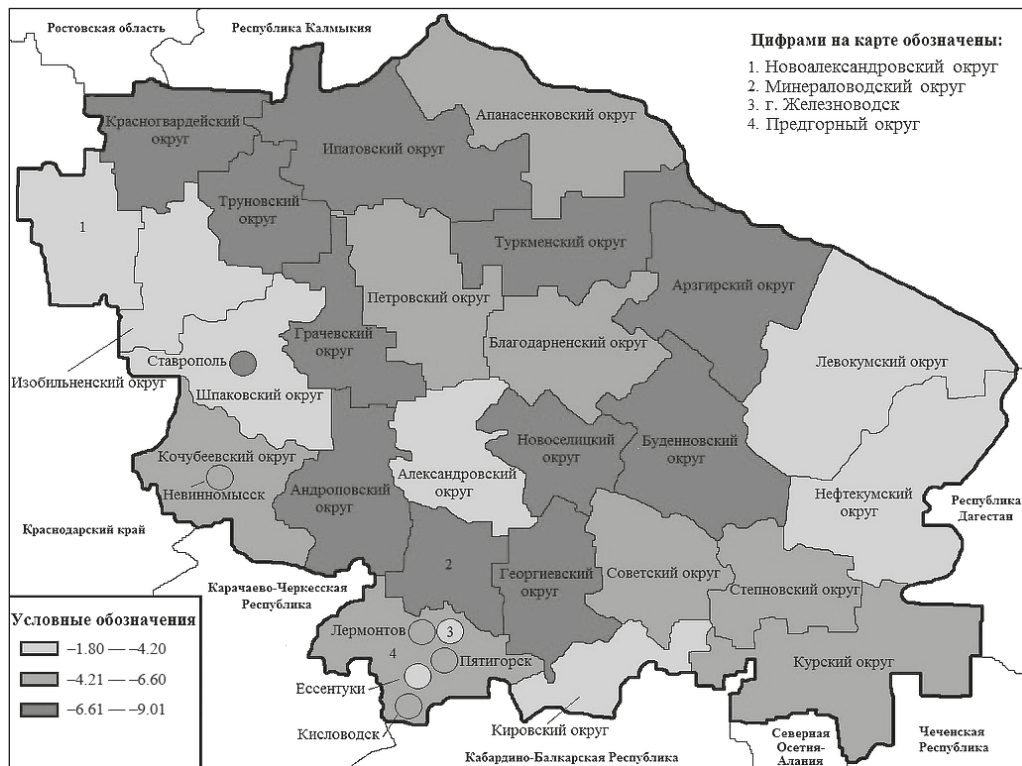 Ростовская область
Республика Калмыкия
Цифрами на карте обозначены:
1. Новоалександровский округ
2. Минераловодский округ
3. г. Железноводск
4. Предгорный округ
Апанасенковский округ
Красногвардейский
округ
Ипатовский округ
Труновский
округ
1
Туркменский округ
Арзгирский округ
Петровский округ
Грачевский
округ
Благодарненский округ
Левокумский округ
Ставрополь
Изобильненский округ
Шпаковский округ
Новоселицкий
округ
Буденновский
округ
Кочубеевский округ
Александровский
округ
Невинномысск
Андроповский
округ
Нефтекумский
округ
Республика
Дагестан
Краснодарский край
2
Георгиевский
округ
Советский округ
Степновский округ
Карачаево-Черкесская
Республика
Условные обозначения
–1.80 — –4.20
–4.21 — –6.60
–6.61 — –9.01
Лермонтов
3
4
Пятигорск
Курский округ
Ессентуки
Кисловодск
Кировский округ
Кабардино-Балкарская Республика
Северная
Осетия-
Алания
Чеченская
Республика